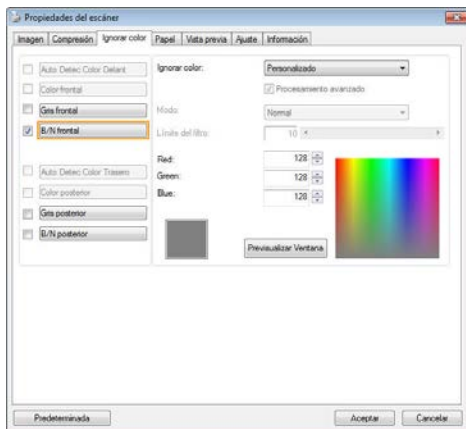 Propiedades del escáner
Imagen Compresión Ignorar color Papel Vista previa Ajuste Información
Auto Detec Color Delant
Color frontal
Gris frontal
B/N frontal
Auto Detec Color Trasero
Color posterior
Gris posterior
B/N posterior
Ignorar color: Personalizado
Procesamiento avanzado
Modo: Normal
Límite del filtro: 10
Red: 128
Green: 128
Blue: 128
Previsualizar Ventana
Predeterminada Aceptar Cancelar